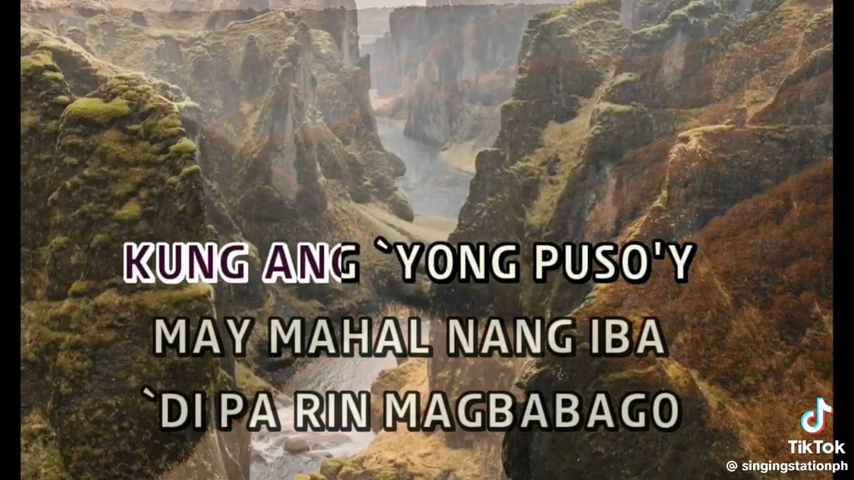 KUNG ANG `YONG PUSO'Y
MAY MAHAL NANG IBA
`DI PA RIN MAGBABAGO
TikTok
@ singingstationph